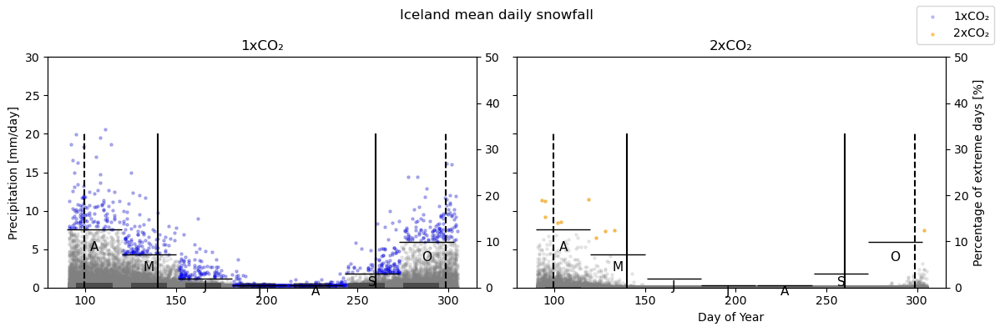 Iceland mean daily snowfall
1xCO₂
2xCO₂
1xCO₂
2xCO₂
Precipitation [mm/day]
30
25
20
15
10
5
0
50
40
30
20
10
0
A
M
J
J
A
S
O
100
150
200
250
300
50
40
30
20
10
0
Percentage of extreme days [%]
A
M
J
J
A
S
O
100
150
200
250
300
Day of Year